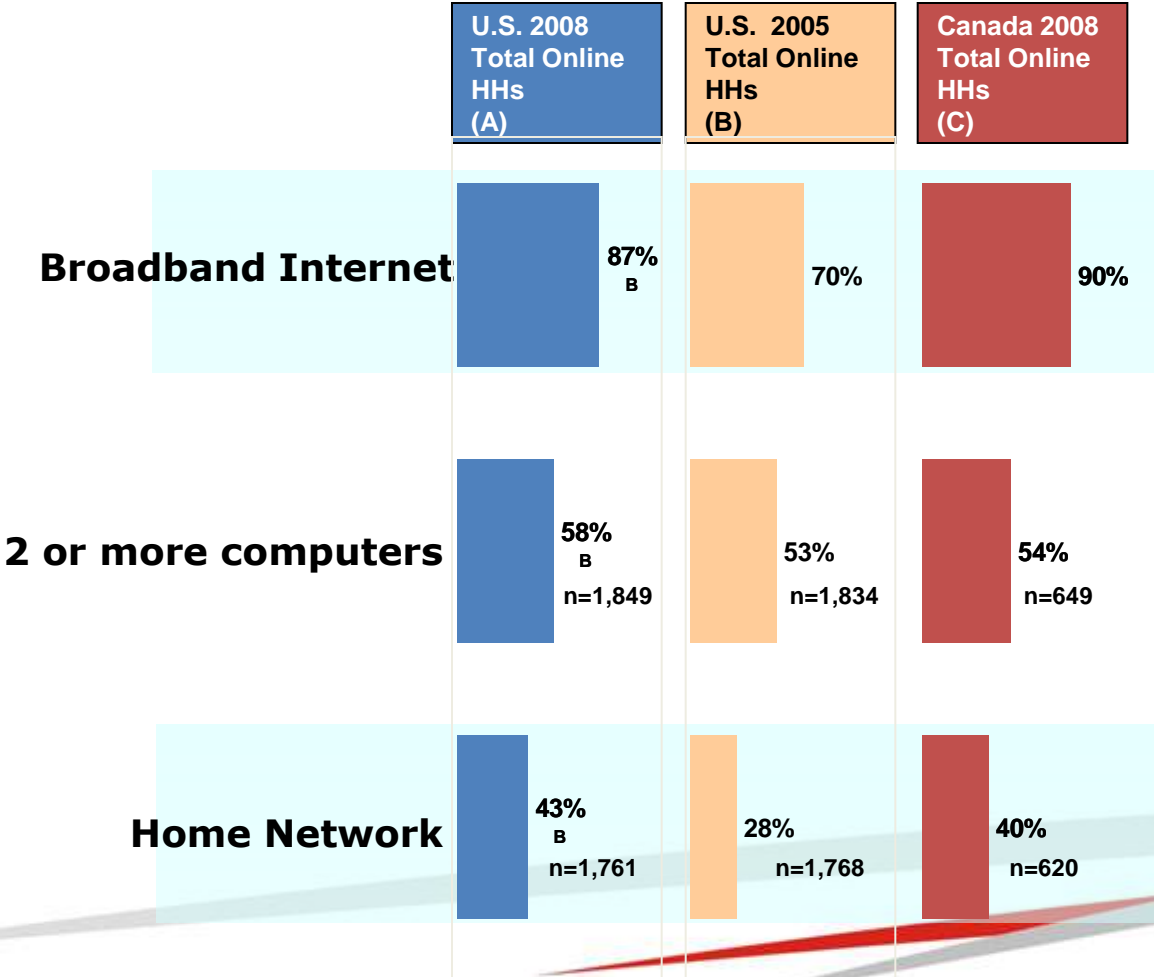 U.S. 2008
Total Online
HHs
(A)
U.S. 2005
Total Online
HHs
(B)
Canada 2008
Total Online
HHs
(C)
Broadband Internet
87%
B
70%
90%
2 or more computers
58%
B
n=1,849
53%
n=1,834
54%
n=649
Home Network
43%
B
n=1,761
28%
n=1,768
40%
n=620